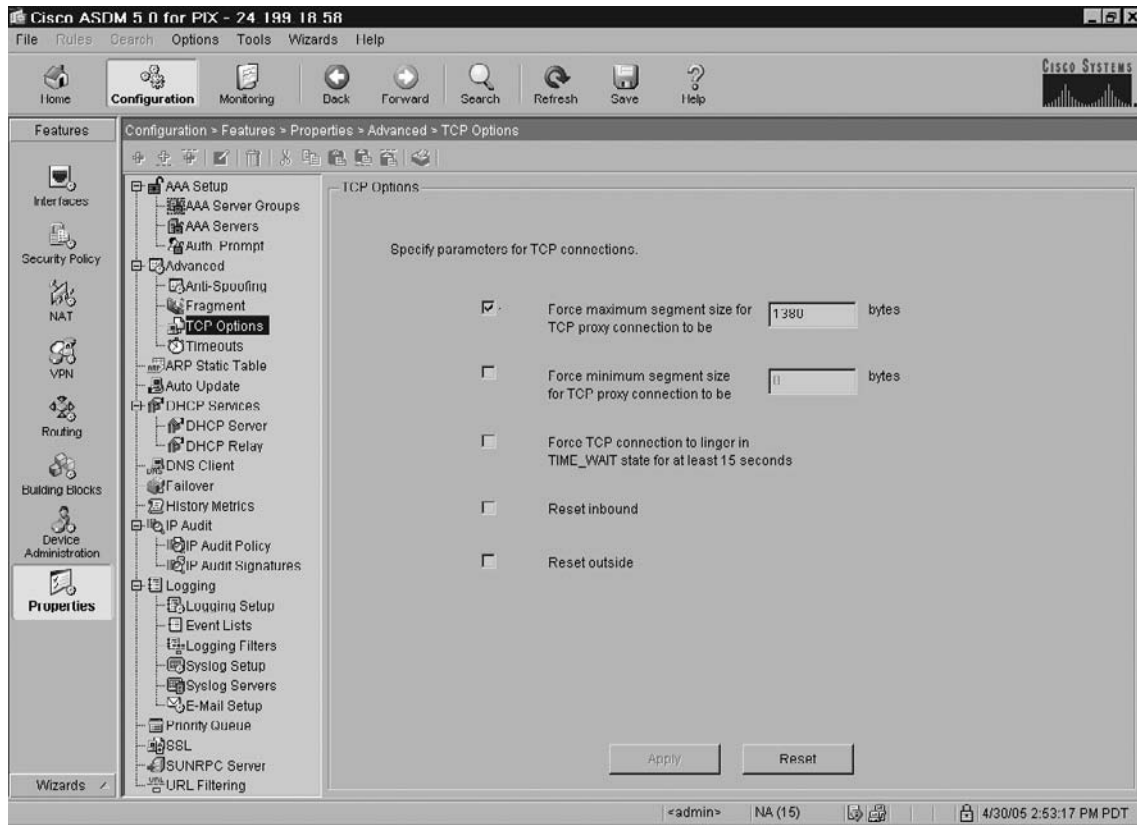 Cisco ASDM 5.0 for PIX - 24.199.18.58
File Rules Search Options Tools Wizards Help
Home Configuration Monitoring Back Forward Search Refresh Save Help
CISCO SYSTEMS
Features
Interfaces
Security Policy
NAT
VPN
Routing
Building Blocks
Device
Administration
Properties
Wizards
Configuration > Features > Properties > Advanced > TCP Options
AAA Setup
AAA Server Groups
AAA Servers
Auth. Prompt
Advanced
Anti-Spoofing
Fragment
TCP Options
Timeouts
ARP Static Table
Auto Update
DHCP Services
DHCP Server
DHCP Relay
DNS Client
Failover
History Metrics
IP Audit
IP Audit Policy
IP Audit Signatures
Logging
Logging Setup
Event Lists
Logging Filters
Syslog Setup
Syslog Servers
E-Mail Setup
Priority Queue
SSL
SUNRPC Server
URL Filtering
TCP Options
Specify parameters for TCP connections.
Force maximum segment size for
TCP proxy connection to be
1380 bytes
Force minimum segment size
for TCP proxy connection to be
0 bytes
Force TCP connection to linger in
TIME_WAIT state for at least 15 seconds
Reset inbound
Reset outside
Apply Reset
<admin> NA (15) 4/30/05 2:53:17 PM PDT